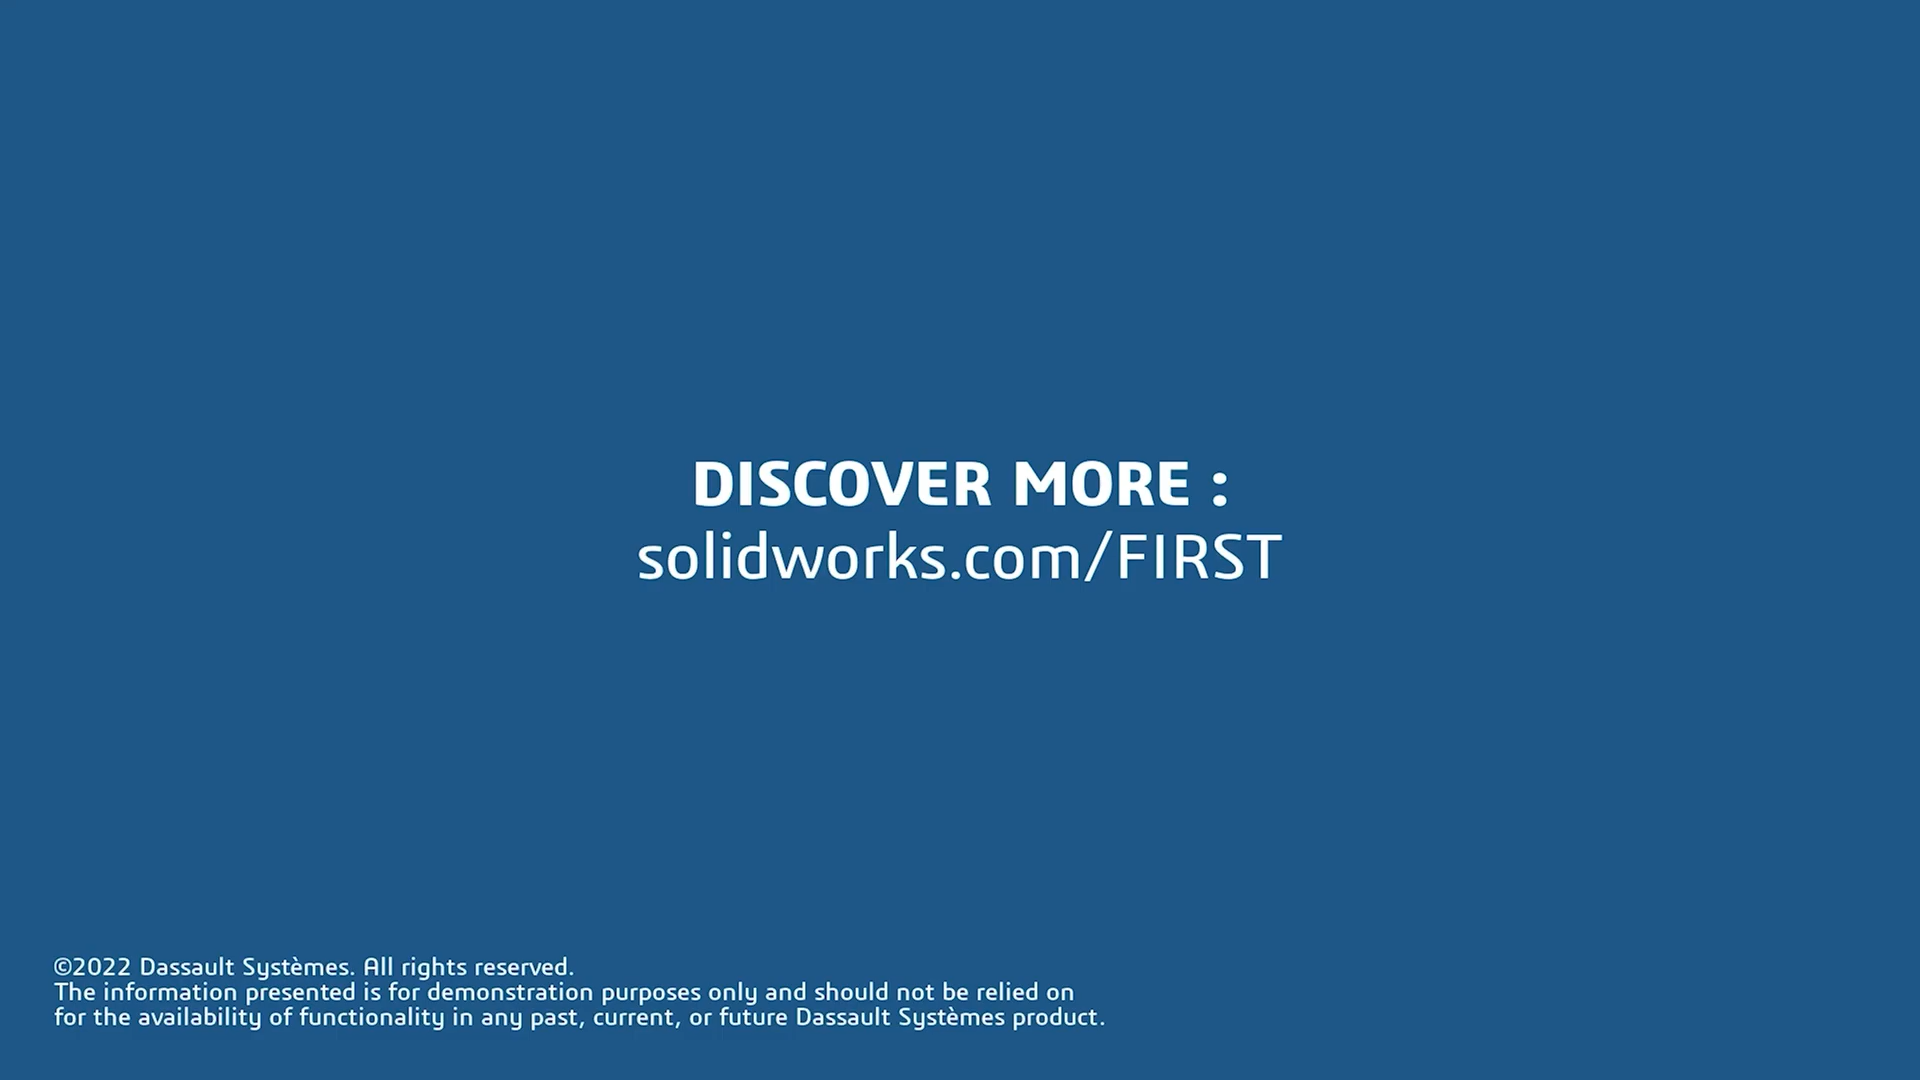 DISCOVER MORE :
solidworks.com/FIRST
©2022 Dassault Systèmes. All rights reserved.
The information presented is for demonstration purposes only and should not be relied on
for the availability of functionality in any past, current, or future Dassault Systèmes product.